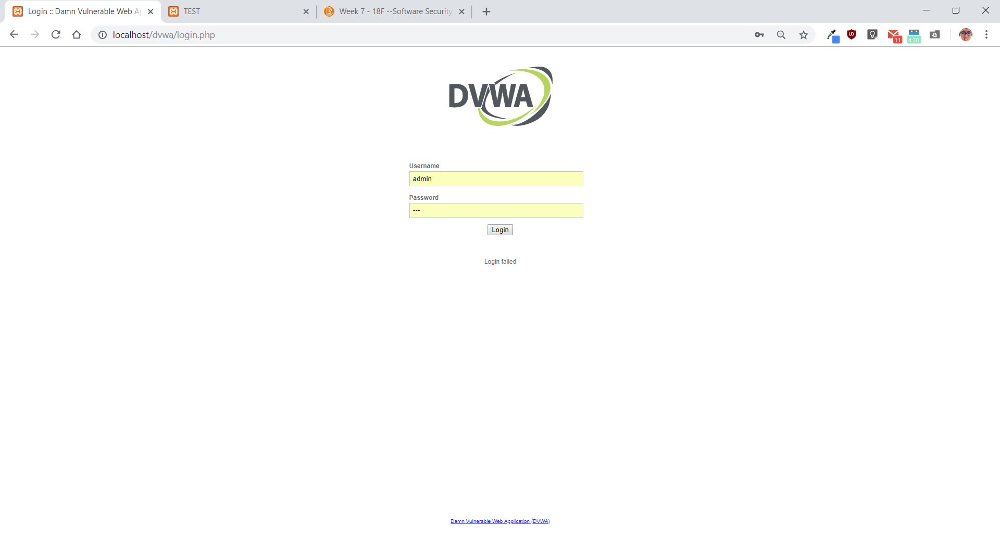 Login :: Damn Vulnerable Web Ap
TEST
Week 7 - 18F --Software Security
localhost/dvwa/login.php
11
4:30
DVWA
Username
admin
Password
•••
Login
Login failed
Damn Vulnerable Web Application (DVWA)